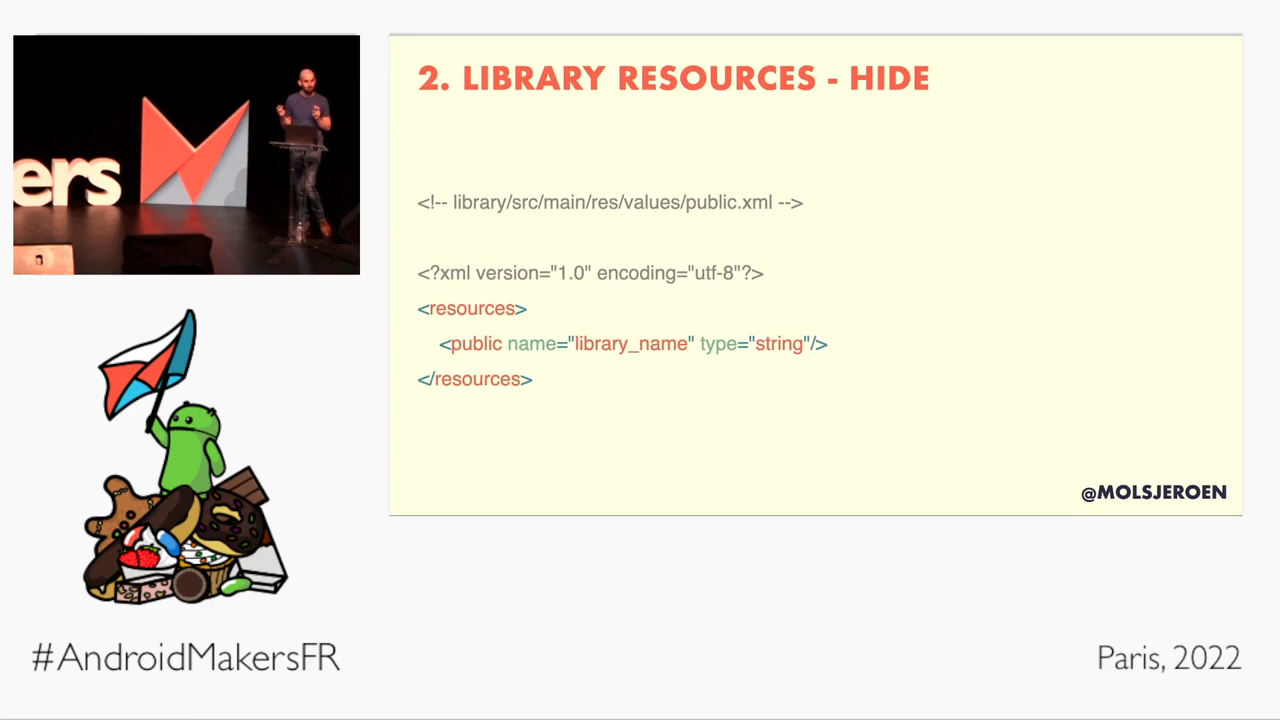 ers
2. LIBRARY RESOURCES - HIDE
<!-- library/src/main/res/values/public.xml -->
<?xml version="1.0" encoding="utf-8"?>
<resources>
<public name="library_name" type="string"/>
</resources>
@MOLSJEROEN
#AndroidMakersFR
Paris, 2022